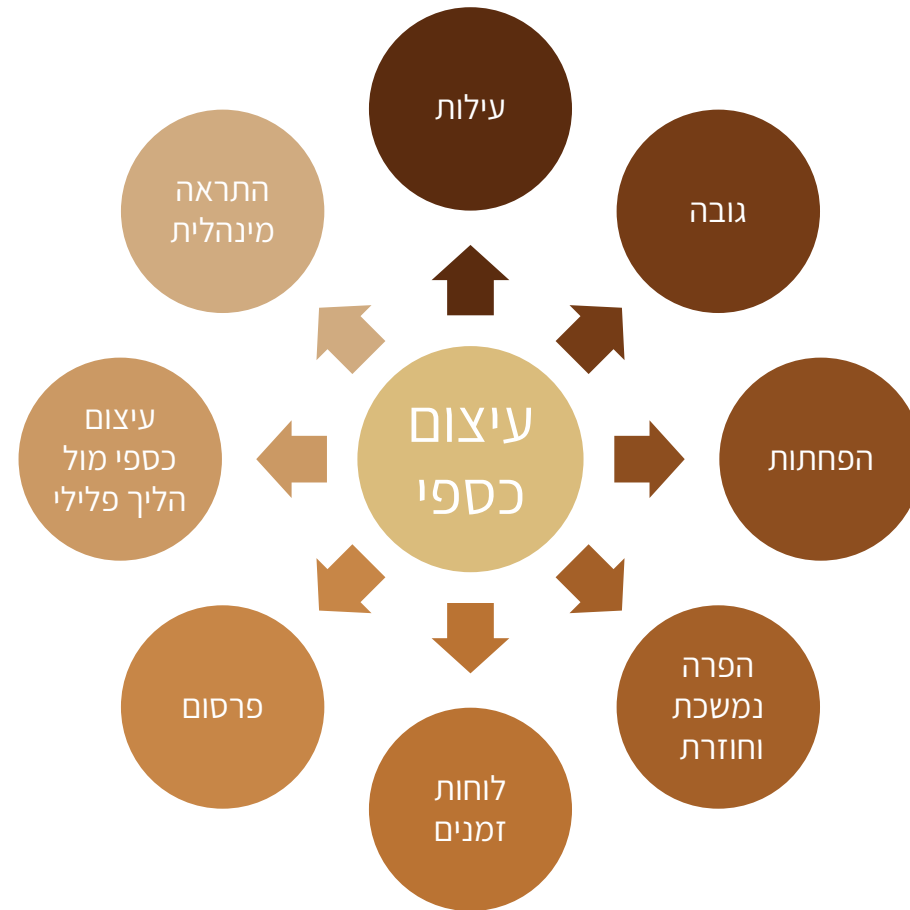 עיצום
כספי
עילות
גובה
הפחתות
הפרה
נמשכת
וחוזרת
לוחות
זמנים
פרסום
עיצום
כספי מול
הליך פלילי
התראה
מינהלית